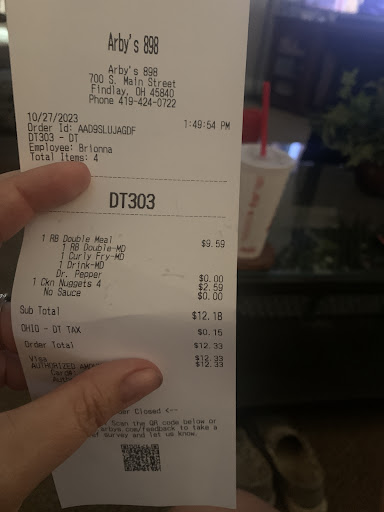 Arby's 898
Arby's 898
700 S. Main Street
Findlay, OH 45840
Phone 419-424-0722
10/27/2023 1:49:54 PM
Order Id: AAD9SLUJAGDF
DT303 - DT
Employee: Brionna
Total Items: 4
DT303
1 RB Double Meal $9.59
1 RB Double-MD
1 Curly Fry-MD
1 Drink-MD
Dr. Pepper $0.00
1 Ckn Nuggets 4 $2.59
No Sauce $0.00
Sub Total $12.18
OHIO - DT TAX $0.15
Order Total $12.33
Visa $12.33
AUTHORIZED $12.33
Card#:
Closed <--
Scan the QR code below or
arbys.com/feedback to take a
survey and let us know.